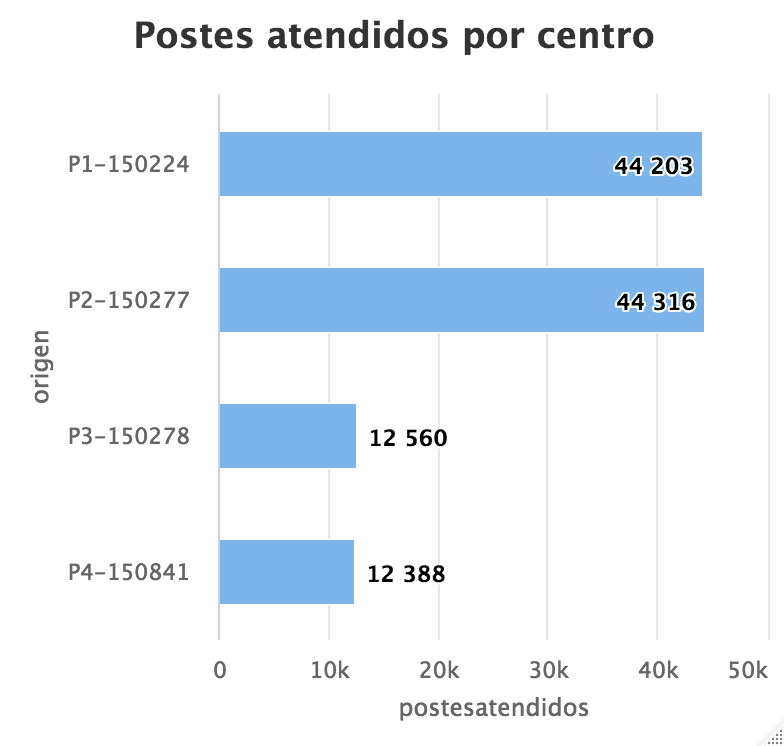 Postes atendidos por centro
P1-150224
44 203
P2-150277
44 316
origen
P3-150278
12 560
P4-150841
12 388
0
10k
20k
30k
40k
50k
postesatendidos